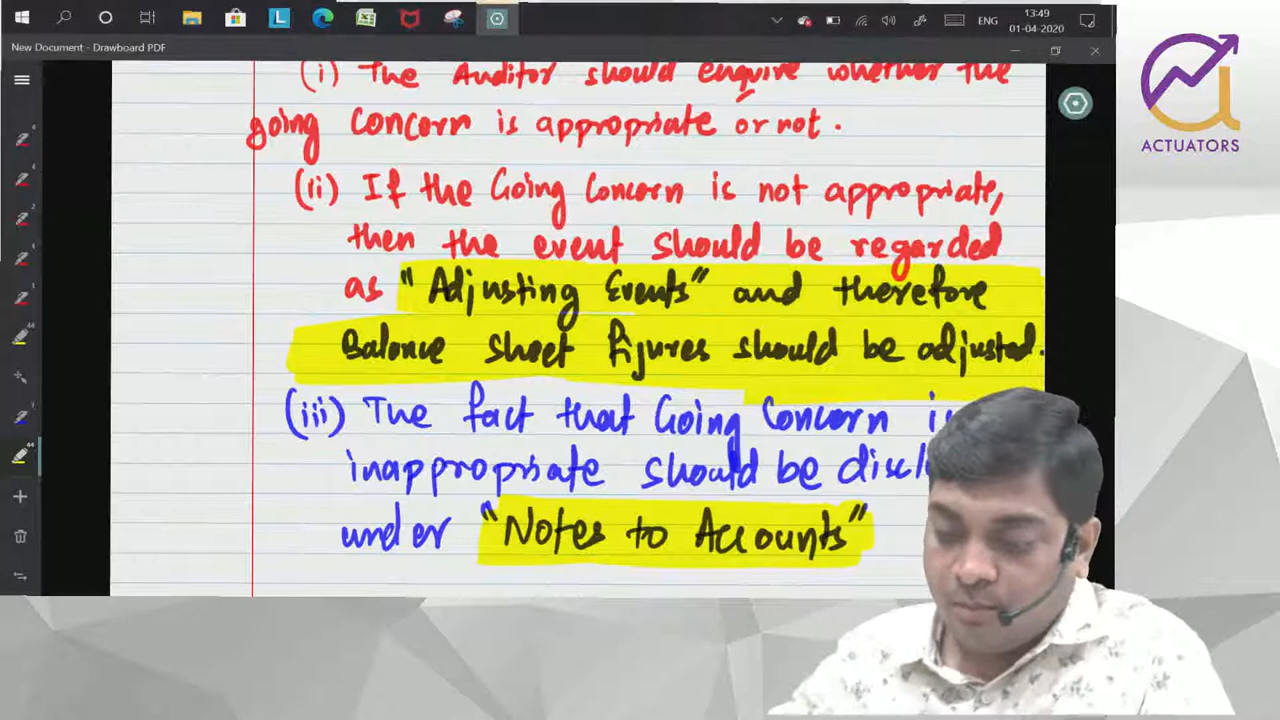 13:49
ENG
01-04-2020
New Document - Drawboard PDF
ACTUATORS
(i) The Auditor should enquire whether the
going concern is appropriate or not.
(ii) If the Going Concern is not appropriate,
then the event should be regarded
as "Adjusting Events" and therefore
Balance sheet figures should be adjusted.
(iii) The fact that Going Concern is
inappropriate should be
under "Notes to Accounts"